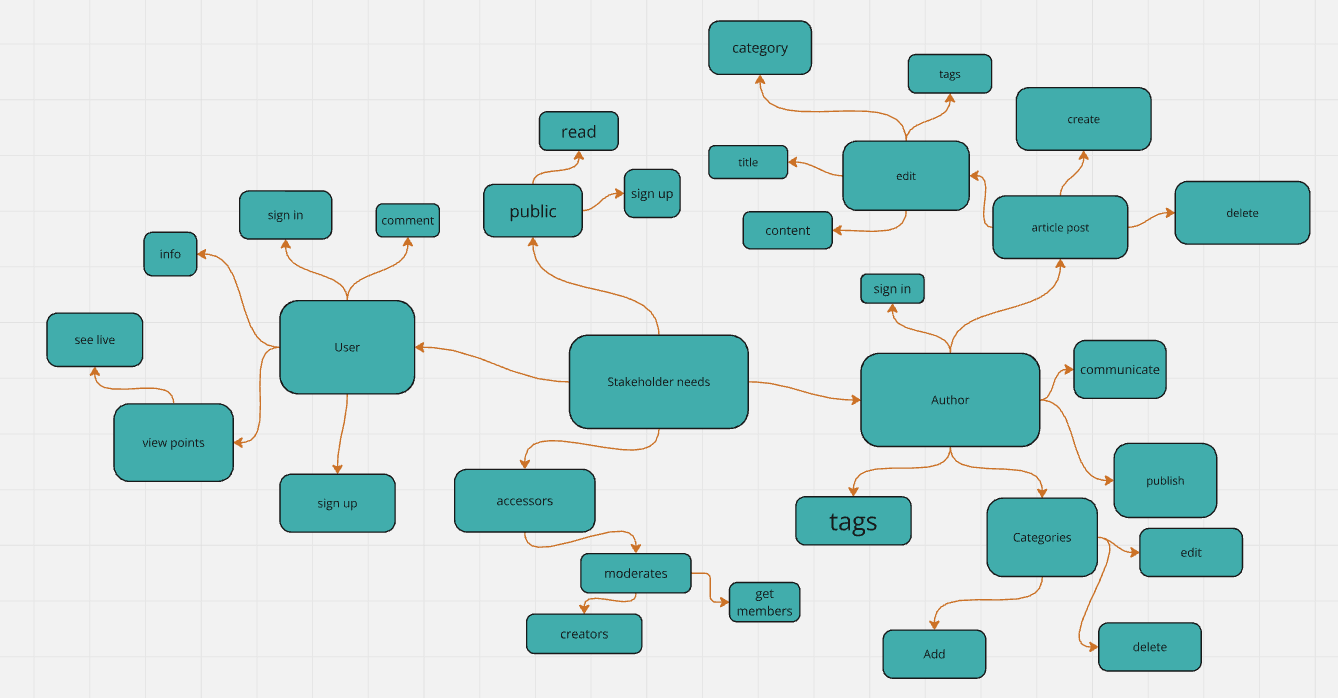 category
tags
create
read
title
edit
sign up
sign in
public
comment
delete
content
article post
info
sign in
see live
User
Stakeholder needs
communicate
Author
view points
publish
accessors
sign up
tags
Categories
edit
moderates
get
members
creators
Add
delete